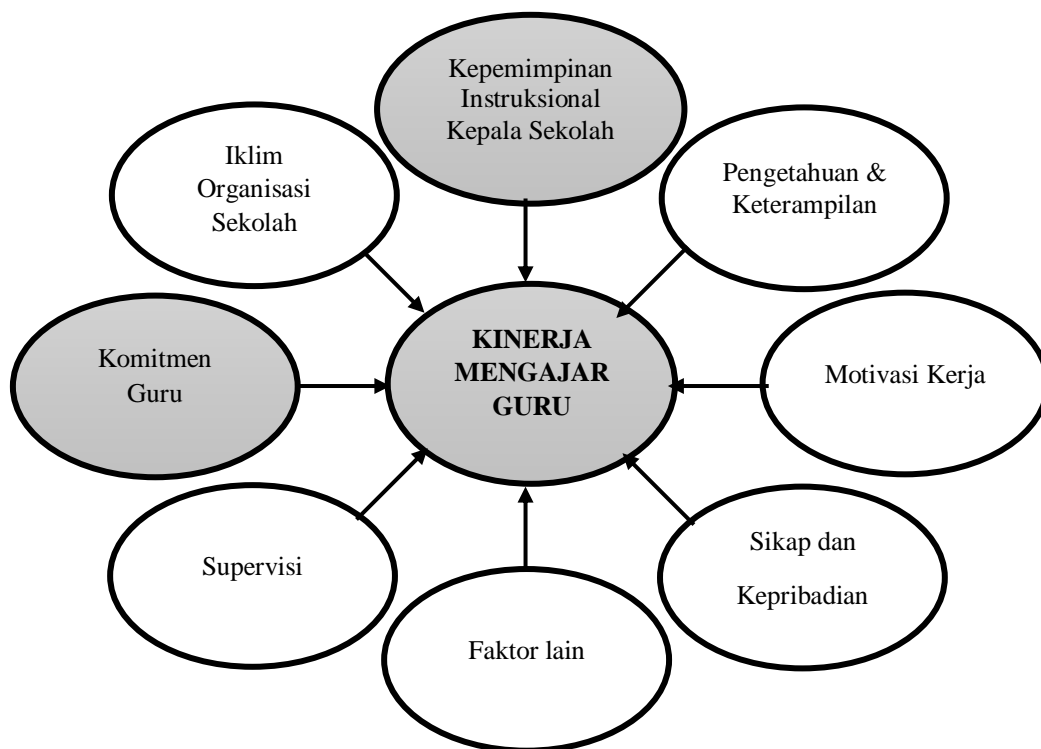 Kepemimpinan
Instruksional
Kepala Sekolah
Iklim
Organisasi
Sekolah
Pengetahuan &
Keterampilan
KINERJA
MENGAJAR
GURU
Komitmen
Guru
Motivasi Kerja
Supervisi
Sikap dan
Kepribadian
Faktor lain